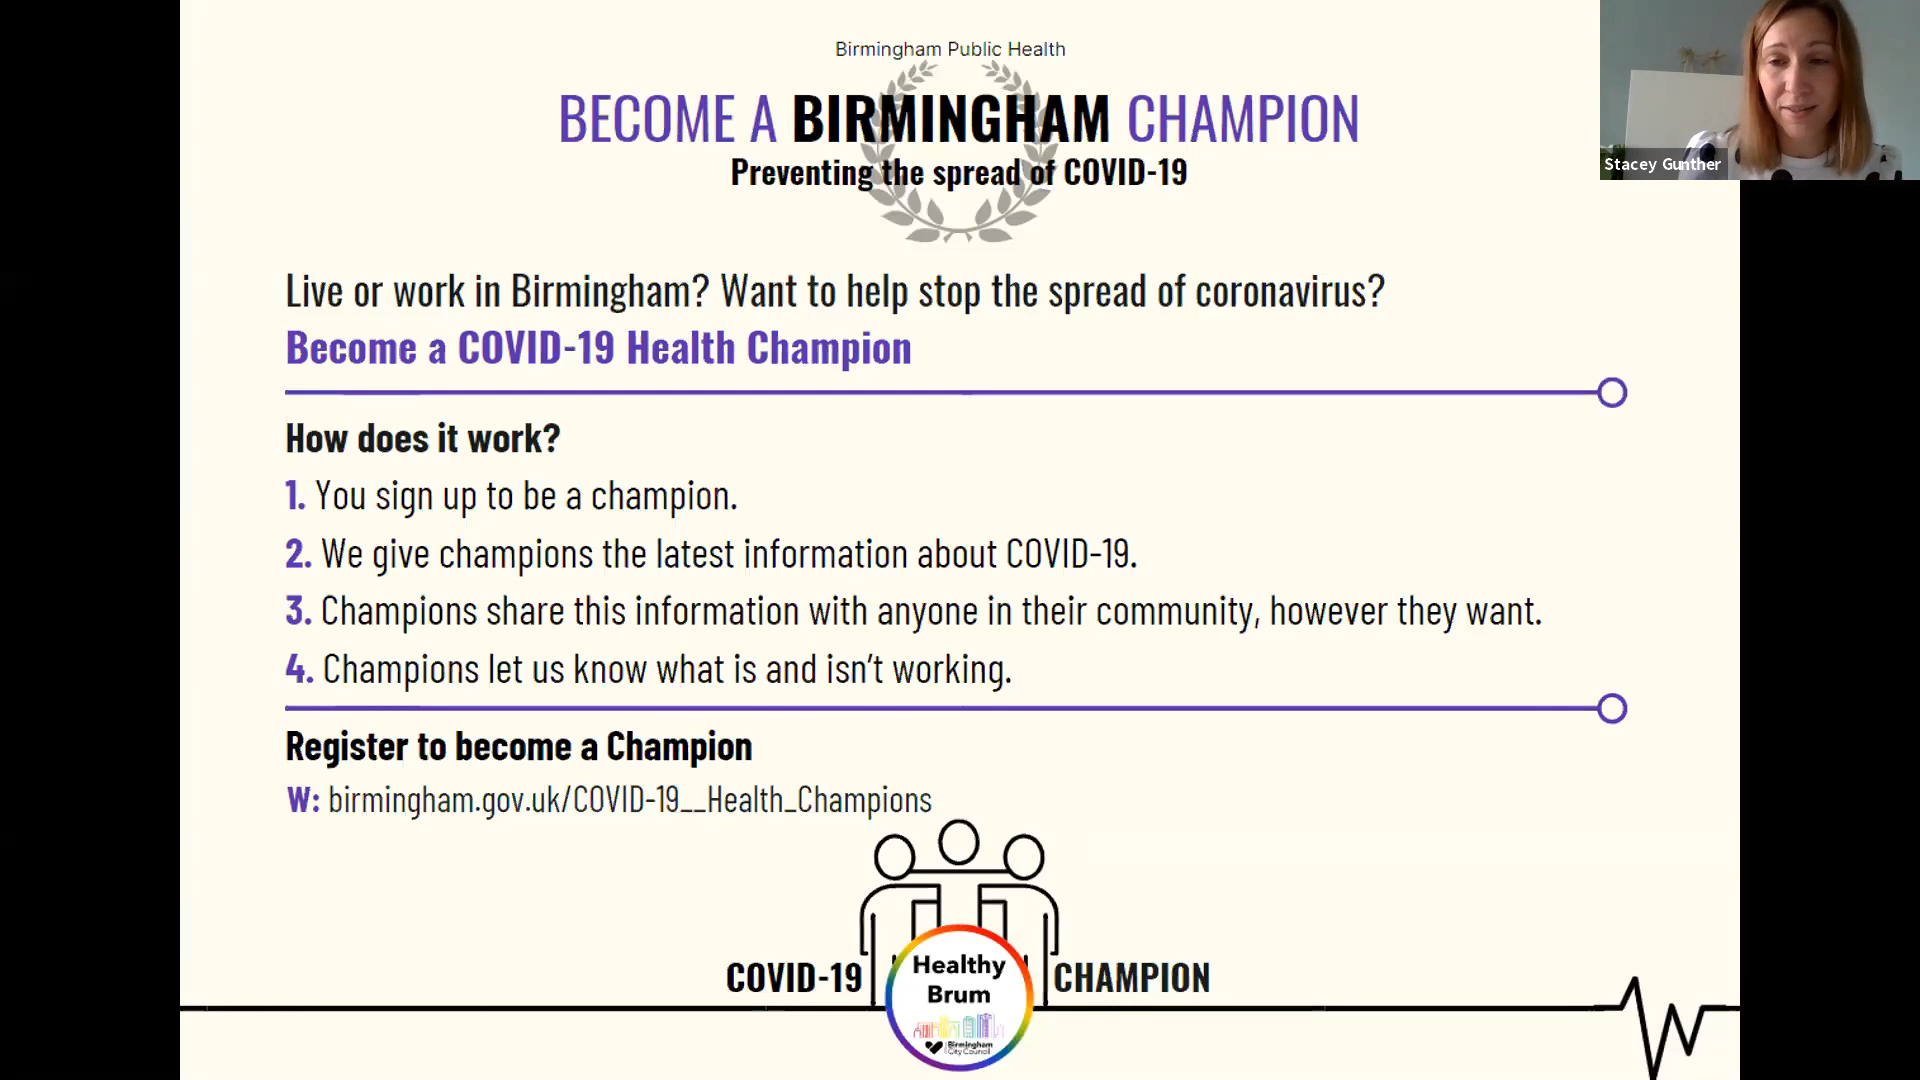 Birmingham Public Health
BECOME A BIRMINGHAM CHAMPION
Preventing the spread of COVID-19
Stacey Gunther
Live or work in Birmingham? Want to help stop the spread of coronavirus?
Become a COVID-19 Health Champion
How does it work?
1. You sign up to be a champion.
2. We give champions the latest information about COVID-19.
3. Champions share this information with anyone in their community, however they want.
4. Champions let us know what is and isn't working.
Register to become a Champion
W: birmingham.gov.uk/COVID-19__Health_Champions
COVID-19
CHAMPION
Healthy
Brum
Birmingham
City Council